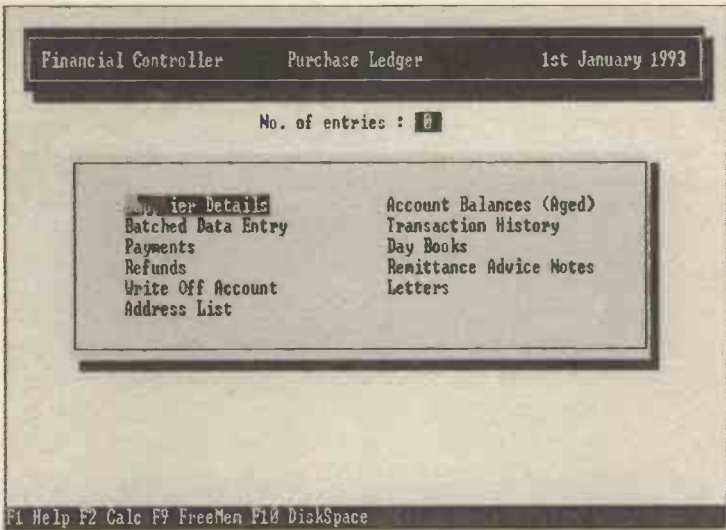 Financial Controller Purchase Ledger 1st January 1993
No. of entries : 0
ier Details
Batched Data Entry
Payments
Refunds
Write Off Account
Address List
Account Balances (Aged)
Transaction History
Day Books
Remittance Advice Notes
Letters
F1 Help F2 Calc F9 FreeMem F10 DiskSpace